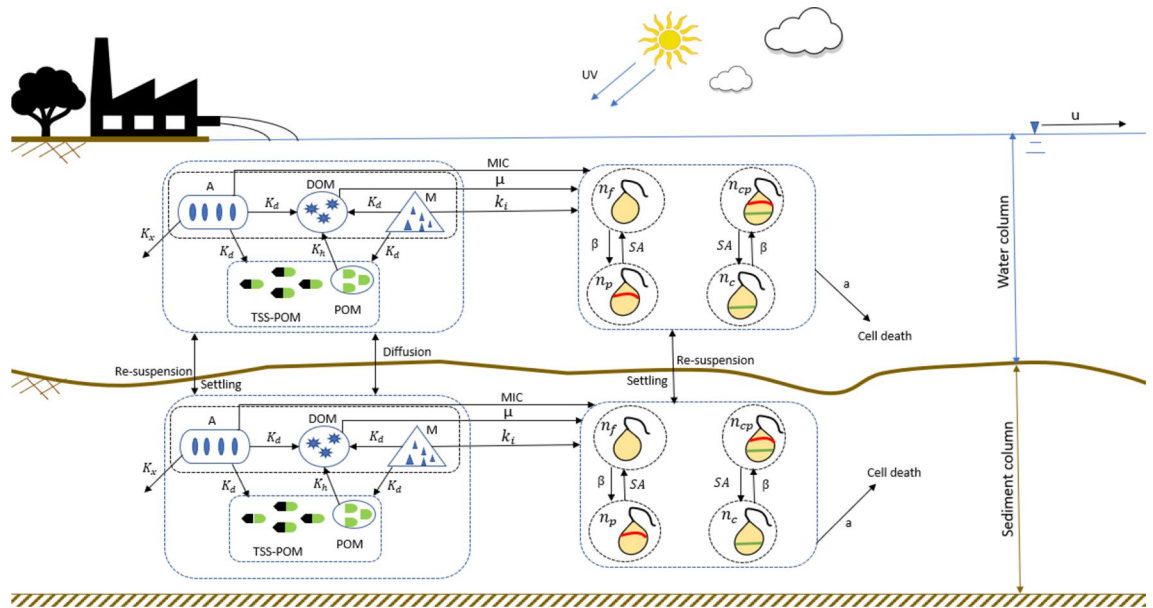 UV
u
MIC
A
DOM
μ
M
K_d
K_d
k_i
K_x
K_d
K_h
K_d
TSS-POM
POM
n_f
n_cp
β
SA
SA
β
n_p
n_c
a
Cell death
Water column
Re-suspension
Settling
Diffusion
Re-suspension
Settling
MIC
A
DOM
μ
M
K_d
K_d
k_i
K_x
K_d
K_h
K_d
TSS-POM
POM
n_f
n_cp
β
SA
SA
β
n_p
n_c
a
Cell death
Sediment column